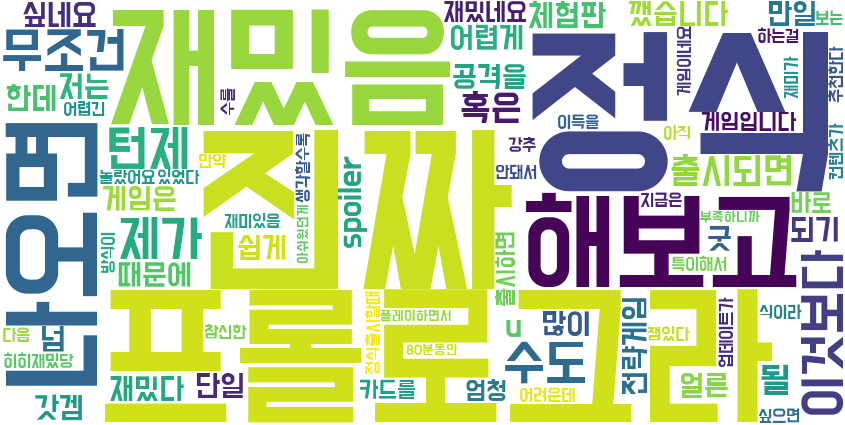 싶네요
재밌음
재밌네요
체험판
깼습니다
만일
보는
무조건
어렵게
정식
하는걸
게임이네요
재미가
추천한다
한데
저는
어렵긴
수를
공격을
혹은
이득을
게임입니다
컨텐츠가
나오면
턴제
진짜
강추
아직
안돼서
출시되면
놀랐어요
있었다
만약
생각할수록
게임은
재미있음
spoiler
해보고
지금은
바로
제가
쉽게
아쉬웠던게
부족하니까
굿
되기
방식이
때문에
출시하면
특이해서
이것보다
프롤로그라
정식출시할때
플레이하면서
u
많이
전략게임
업데이트가
식이라
다음
넘
참신한
80분동안
수도
잼있다
히히재밌당
재밌다
단일
카드를
엄청
어려운데
얼른
될
갓겜
싶으면